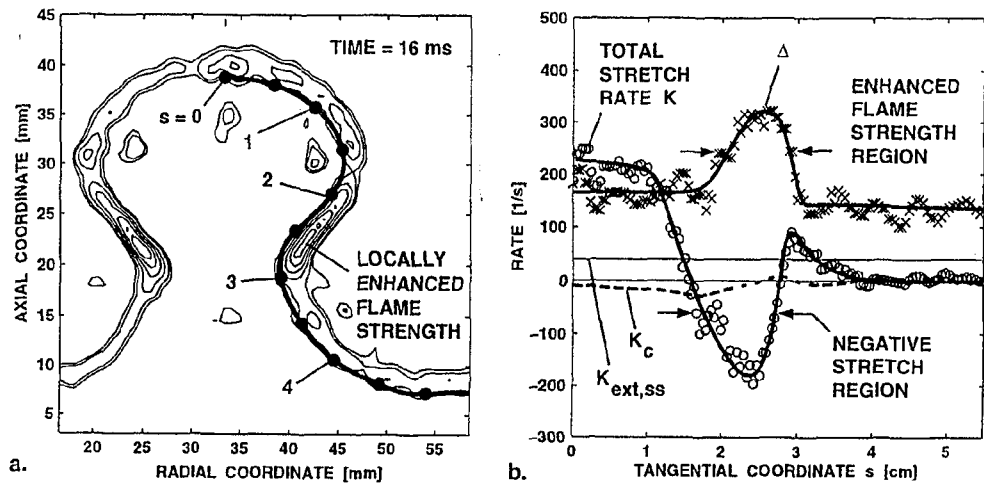 45
40
35
30
25
20
15
10
5
AXIAL COORDINATE [mm]
TIME = 16 ms
s = 0
1
2
3
4
LOCALLY
ENHANCED
FLAME
STRENGTH
20
25
30
35
40
45
50
55
RADIAL COORDINATE [mm]
a.
500
400
300
200
100
0
-100
-200
-300
RATE [1/s]
TOTAL
STRETCH
RATE K
Δ
ENHANCED
FLAME
STRENGTH
REGION
Kc
Kext,ss
NEGATIVE
STRETCH
REGION
0
1
2
3
4
5
TANGENTIAL COORDINATE s [cm]
b.